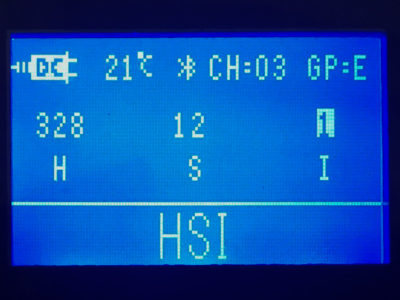 DC 21℃ CH:03 GP:E
328 12 1
H S I
HSI